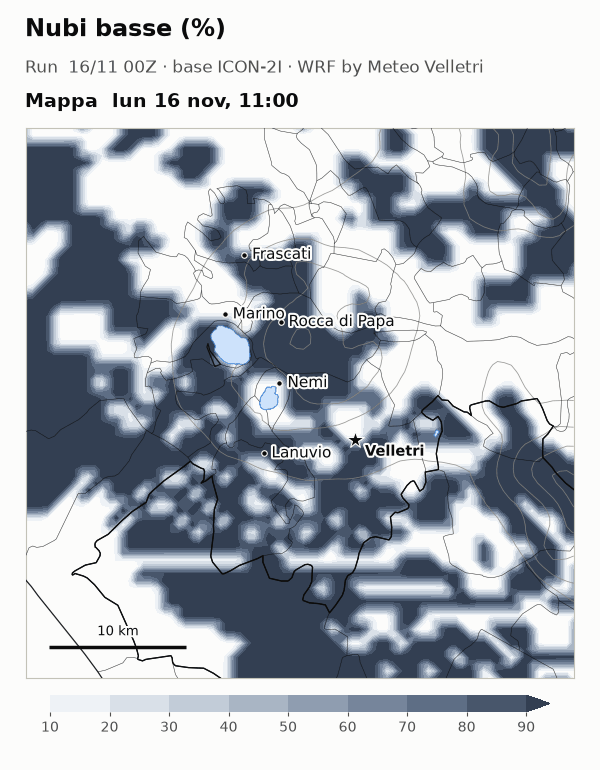 Nubi basse (%)
Run 16/11 00Z · base ICON-2I · WRF by Meteo Velletri
Mappa lun 16 nov, 11:00
Frascati
Marino
Rocca di Papa
Nemi
Velletri
Lanuvio
10 km
10 20 30 40 50 60 70 80 90